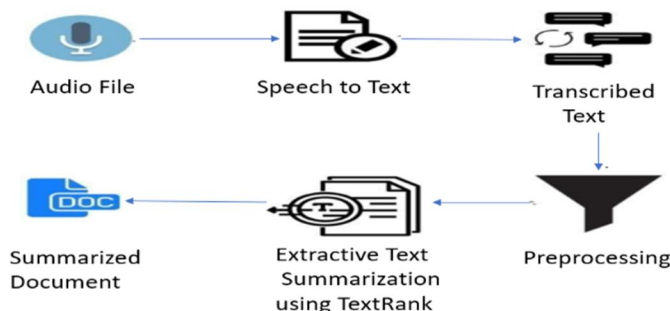 Audio File
Speech to Text
Transcribed
Text
DOC
T
Summarized
Document
Extractive Text
Summarization
using TextRank
Preprocessing